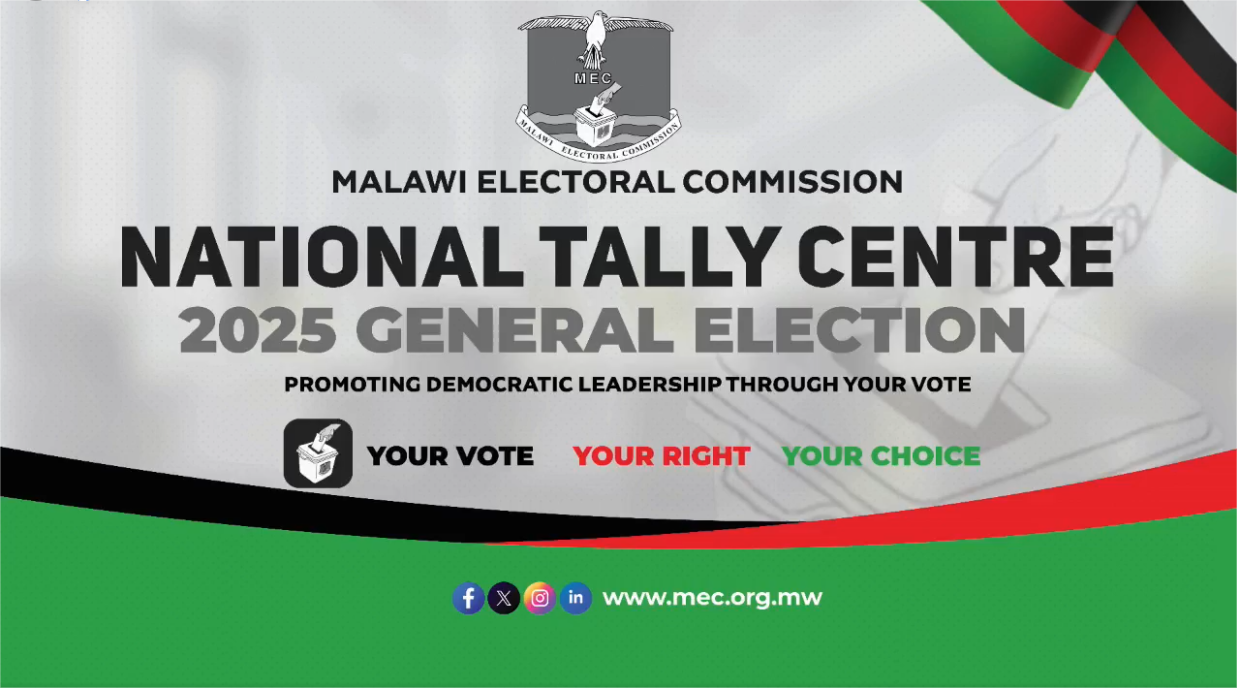 MEC
MALAWI ELECTORAL COMMISSION
MALAWI ELECTORAL COMMISSION
NATIONAL TALLY CENTRE
2025 GENERAL ELECTION
PROMOTING DEMOCRATIC LEADERSHIP THROUGH YOUR VOTE
YOUR VOTE YOUR RIGHT YOUR CHOICE
www.mec.org.mw